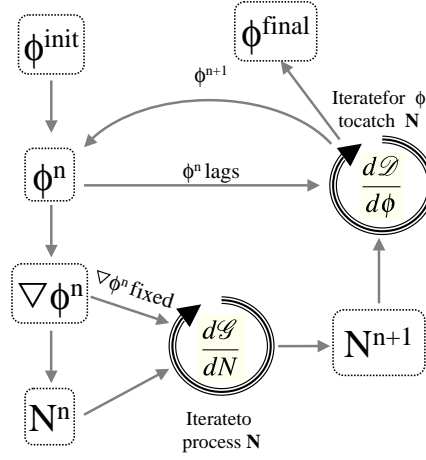 ϕ^init
ϕ^final
ϕ^{n+1}
Iteratefor ϕ
tocatch N
ϕ^n
ϕ^n lags
d𝒟
dϕ
▽ϕ^n
▽ϕ^n fixed
d𝒢
dN
N^{n+1}
N^n
Iterateto
process N